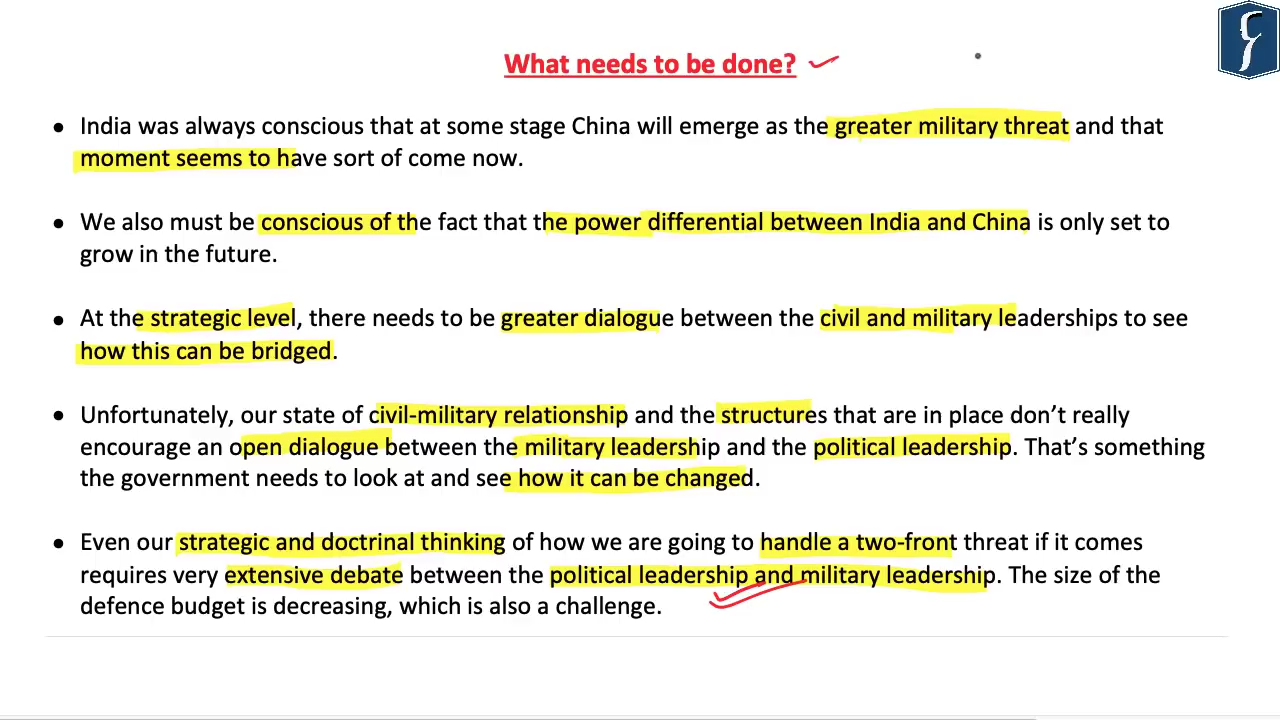 What needs to be done?
• India was always conscious that at some stage China will emerge as the greater military threat and that
moment seems to have sort of come now.
• We also must be conscious of the fact that the power differential between India and China is only set to
grow in the future.
• At the strategic level, there needs to be greater dialogue between the civil and military leaderships to see
how this can be bridged.
• Unfortunately, our state of civil-military relationship and the structures that are in place don’t really
encourage an open dialogue between the military leadership and the political leadership. That’s something
the government needs to look at and see how it can be changed.
• Even our strategic and doctrinal thinking of how we are going to handle a two-front threat if it comes
requires very extensive debate between the political leadership and military leadership. The size of the
defence budget is decreasing, which is also a challenge.